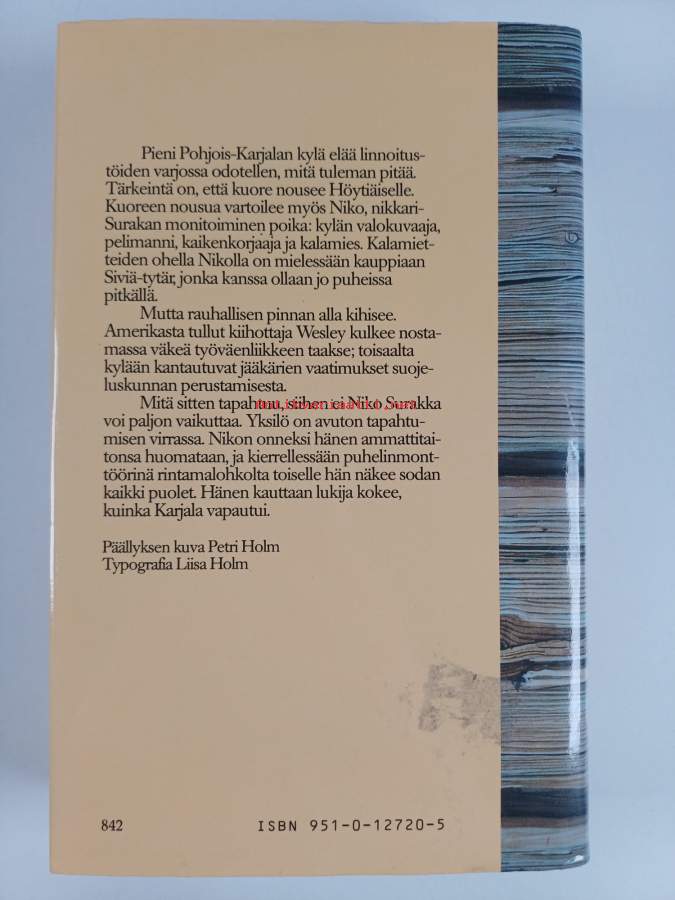 Pieni Pohjois-Karjalan kylä elää linnoitus-
töiden varjossa odotellen, mitä tuleman pitää.
Tärkeintä on, että kuore nousee Höytiäiselle.
Kuoreen nousua vartoilee myös Niko, nikkari-
Surakan monitoiminen poika: kylän valokuvaaja,
pelimanni, kaikenkorjaaja ja kalamies. Kalamiet-
teiden ohella Nikolla on mielessään kauppiaan
Siviä-tytär, jonka kanssa ollaan jo puheissa
pitkällä.
Mutta rauhallisen pinnan alla kihisee.
Amerikasta tullut kiihottaja Wesley kulkee nosta-
massa väkeä työväenliikkeen taakse; toisaalta
kylään kantautuvat jääkärien vaatimukset suoje-
luskunnan perustamisesta.
Mitä sitten tapahtuu, siihen ei Niko Surakka
voi paljon vaikuttaa. Yksilö on avuton tapahtu-
misen virrassa. Nikon onneksi hänen ammattitai-
tonsa huomataan, ja kierrellessään puhelinmont-
töörinä rintamalohkolta toiselle hän näkee sodan
kaikki puolet. Hänen kauttaan lukija kokee,
kuinka Karjala vapautui.
Päällyksen kuva Petri Holm
Typografia Liisa Holm
842 ISBN 951-0-12720-5